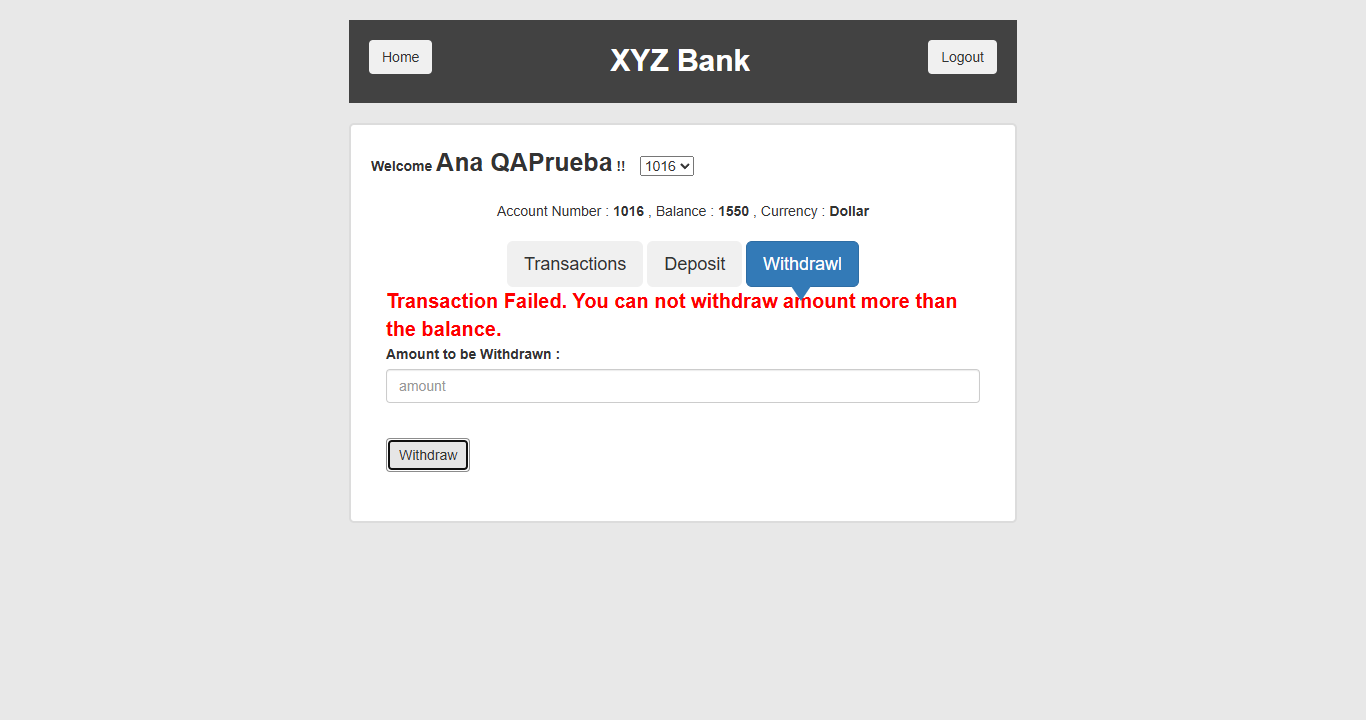 Home
XYZ Bank
Logout
Welcome Ana QAPrueba !! 1016
Account Number : 1016 , Balance : 1550 , Currency : Dollar
Transactions
Deposit
Withdrawl
Transaction Failed. You can not withdraw amount more than
the balance.
Amount to be Withdrawn :
amount
Withdraw